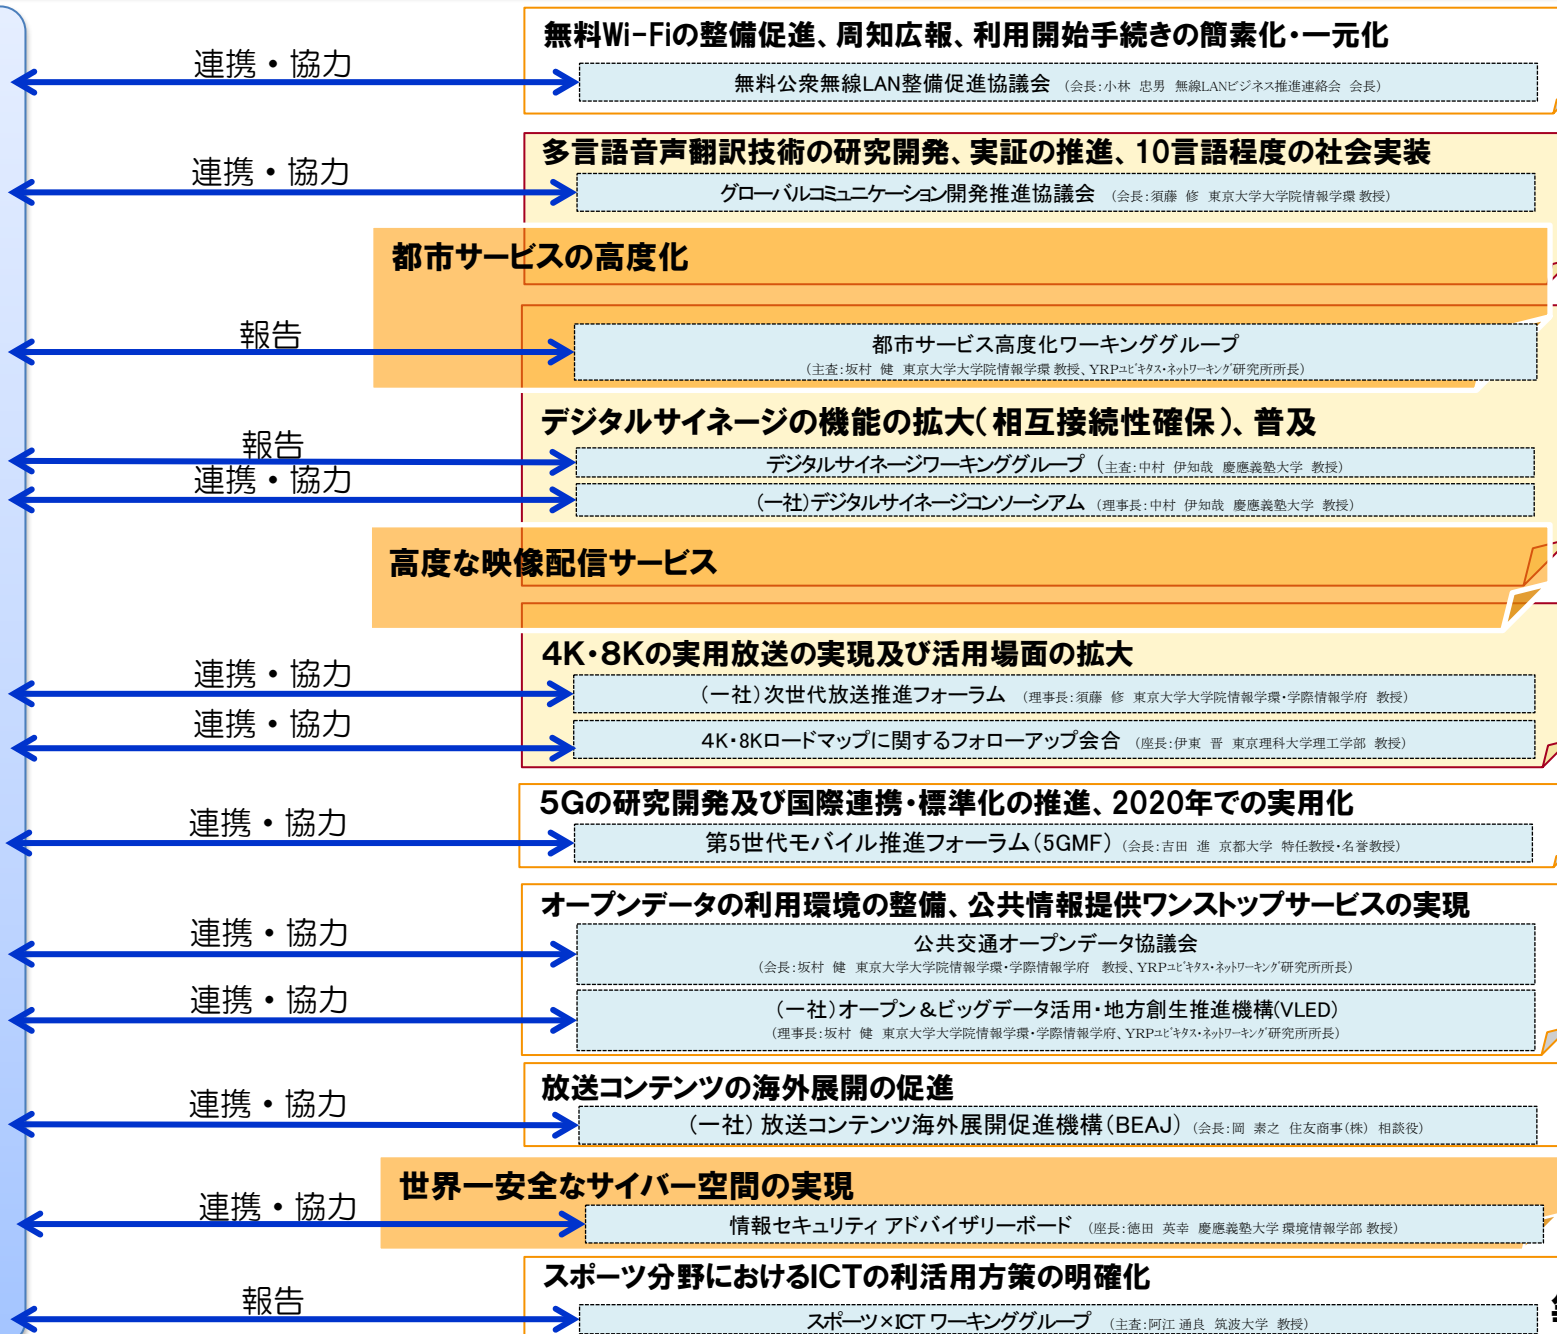 無料Wi-Fiの整備促進、周知広報、利用開始手続きの簡素化・一元化
連携・協力
無料公衆無線LAN整備促進協議会 （会長：小林 忠男 無線LANビジネス推進連絡会 会長）
多言語音声翻訳技術の研究開発、実証の推進、10言語程度の社会実装
連携・協力
グローバルコミュニケーション開発推進協議会 （会長：須藤 修 東京大学大学院情報学環 教授）
都市サービスの高度化
報告
都市サービス高度化ワーキンググループ
（主査：坂村 健 東京大学大学院情報学環 教授、YRPユビキタス・ネットワーキング研究所所長）
デジタルサイネージの機能の拡大（相互接続性確保）、普及
報告
デジタルサイネージワーキンググループ （主査：中村 伊知哉 慶應義塾大学 教授）
連携・協力
（一社）デジタルサイネージコンソーシアム （理事長：中村 伊知哉 慶應義塾大学 教授）
高度な映像配信サービス
4K・8Kの実用放送の実現及び活用場面の拡大
連携・協力
（一社）次世代放送推進フォーラム （理事長：須藤 修 東京大学大学院情報学環・学際情報学府 教授）
連携・協力
4K・8Kロードマップに関するフォローアップ会合 （座長：伊東 晋 東京理科大学理工学部 教授）
5Gの研究開発及び国際連携・標準化の推進、2020年での実用化
連携・協力
第5世代モバイル推進フォーラム（5GMF） （会長：吉田 進 京都大学 特任教授・名誉教授）
オープンデータの利用環境の整備、公共情報提供ワンストップサービスの実現
連携・協力
公共交通オープンデータ協議会
（会長：坂村 健 東京大学大学院情報学環・学際情報学府 教授、YRPユビキタス・ネットワーキング研究所所長）
連携・協力
（一社）オープン＆ビッグデータ活用・地方創生推進機構(VLED)
（理事長：坂村 健 東京大学大学院情報学環・学際情報学府、YRPユビキタス・ネットワーキング研究所所長）
放送コンテンツの海外展開の促進
連携・協力
（一社） 放送コンテンツ海外展開促進機構（BEAJ） （会長：岡 素之 住友商事（株） 相談役）
世界一安全なサイバー空間の実現
連携・協力
情報セキュリティ アドバイザリーボード （座長：徳田 英幸 慶應義塾大学 環境情報学部 教授）
スポーツ分野におけるICTの利活用方策の明確化
報告
スポーツ×ICT ワーキンググループ （主査：阿江 通良 筑波大学 教授）